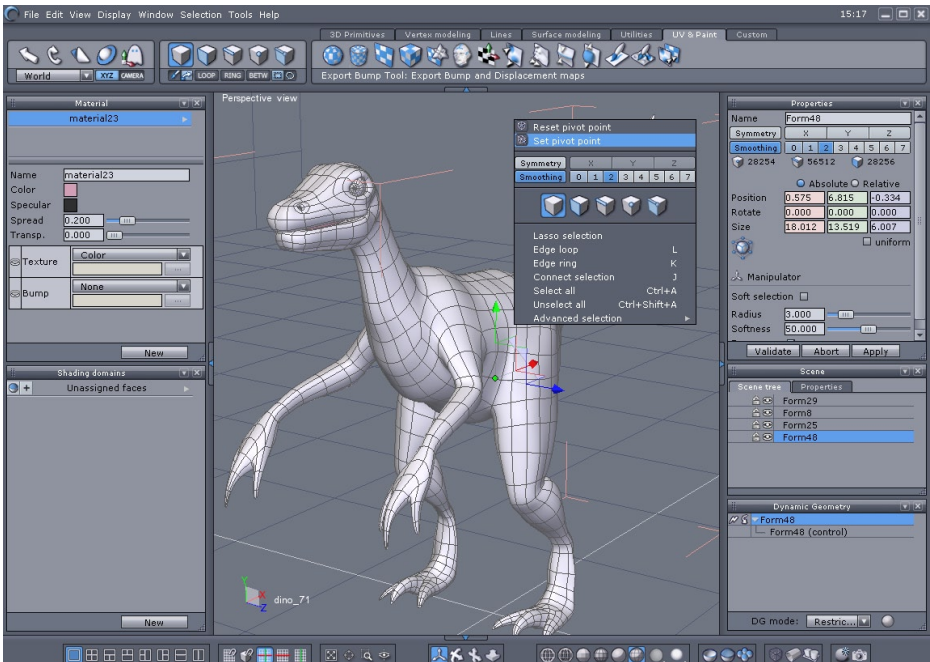 File Edit View Display Window Selection Tools Help
15:17
3D Primitives Vertex modeling Lines Surface modeling Utilities UV & Paint Custom
World XYZ CAMERA LOOP RING BETW
Export Bump Tool: Export Bump and Displacement maps
Material
material23
Name material23
Color
Specular
Spread 0.200
Transp. 0.000
Texture Color
Bump None
New
Shading domains
+ Unassigned faces
New
Perspective view
Reset pivot point
Set pivot point
Symmetry X Y Z
Smoothing 0 1 2 3 4 5 6 7
Lasso selection
Edge loop L
Edge ring K
Connect selection J
Select all Ctrl+A
Unselect all Ctrl+Shift+A
Advanced selection
Y X Z dino_71
Properties
Name Form48
Symmetry X Y Z
Smoothing 0 1 2 3 4 5 6 7
28254 56512 28256
Absolute Relative
Position 0.575 6.815 -0.334
Rotate 0.000 0.000 0.000
Size 18.012 13.519 6.007
uniform
Manipulator
Soft selection
Radius 3.000
Softness 50.000
Validate Abort Apply
Scene
Scene tree Properties
Form29
Form8
Form25
Form48
Dynamic Geometry
Form48
Form48 (control)
DG mode: Restric...